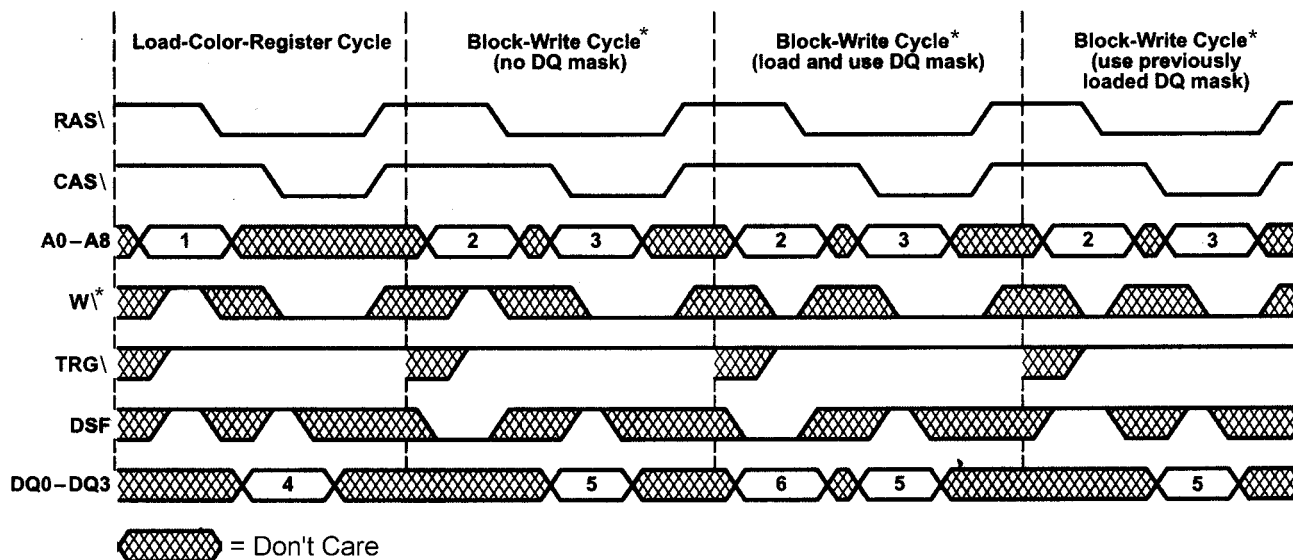 Load-Color-Register Cycle
Block-Write Cycle*
(no DQ mask)
Block-Write Cycle*
(load and use DQ mask)
Block-Write Cycle*
(use previously
loaded DQ mask)
RAS\
CAS\
A0–A8 1 2 3 2 3 2 3
W\*
TRG\
DSF
DQ0–DQ3 4 5 6 5 5
= Don't Care